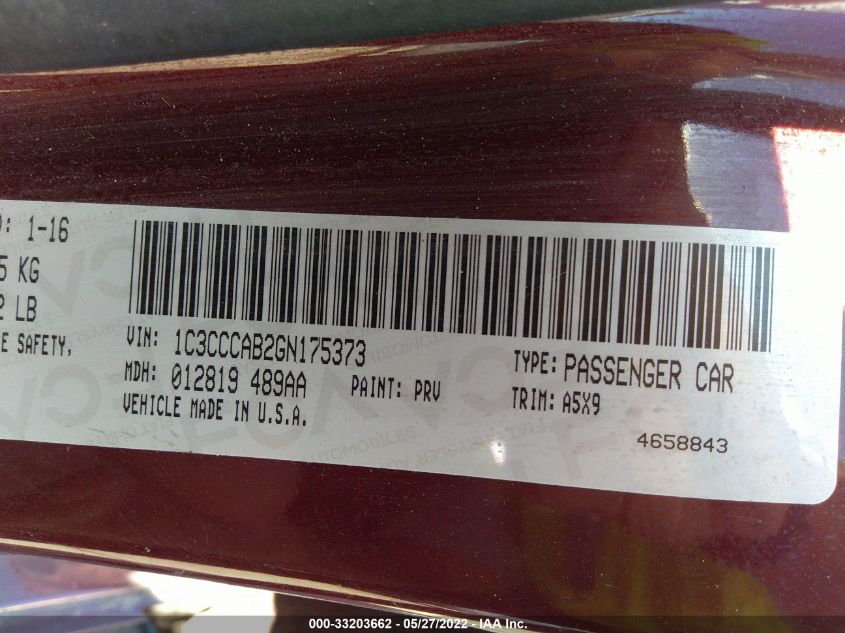 : 1-16
5 KG
2 LB
E SAFETY,
VIN: 1C3CCCAB2GN175373
TYPE: PASSENGER CAR
MDH: 012819 489AA PAINT: PRV
TRIM: A5X9
VEHICLE MADE IN U.S.A.
4658843
000-33203662 - 05/27/2022 - IAA Inc.